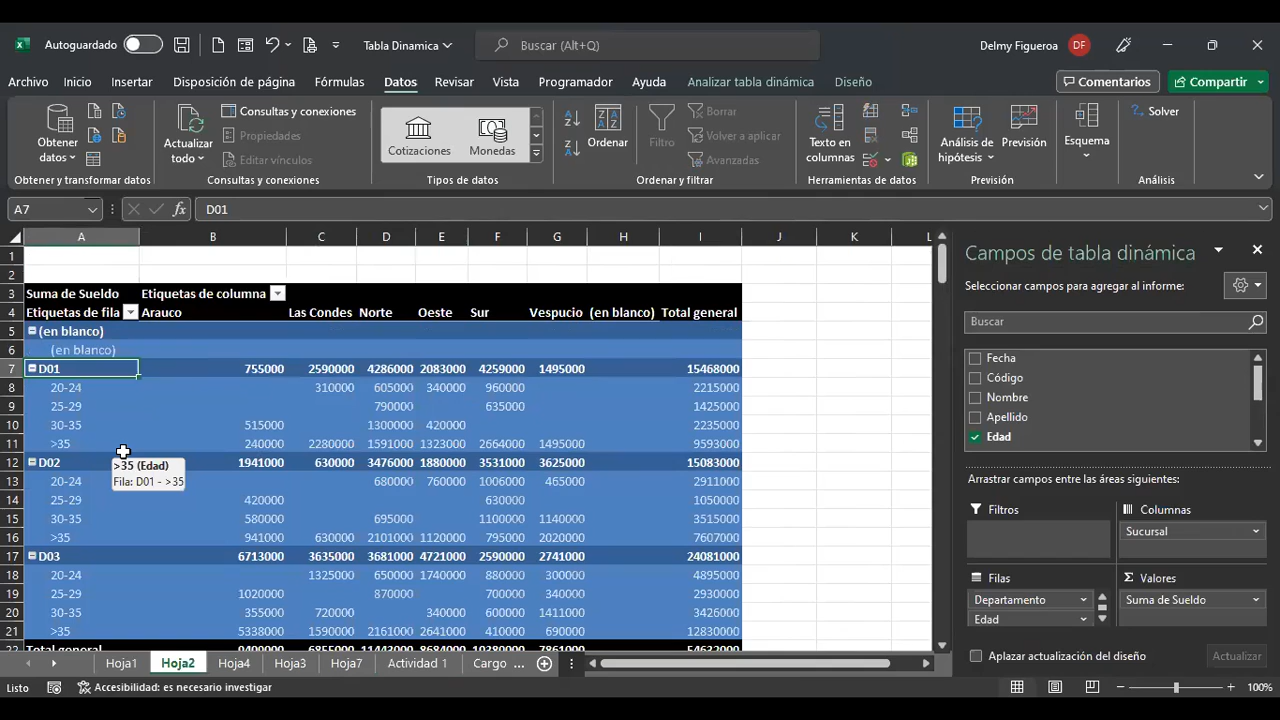 Autoguardado
Tabla Dinamica
Buscar (Alt+Q)
Delmy Figueroa
DF
Archivo Inicio Insertar Disposición de página Fórmulas Datos Revisar Vista Programador Ayuda Analizar tabla dinámica Diseño Comentarios Compartir
Obtener datos
Obtener y transformar datos
Actualizar todo
Consultas y conexiones
Propiedades
Editar vínculos
Consultas y conexiones
Cotizaciones Monedas
Tipos de datos
Ordenar
Filtro
Borrar
Volver a aplicar
Avanzadas
Ordenar y filtrar
Texto en columnas
Herramientas de datos
Análisis de hipótesis
Previsión
Previsión
Esquema
Solver
Análisis
A7 fx D01
A B C D E F G H I J K L
1
2
3 Suma de Sueldo Etiquetas de columna
4 Etiquetas de fila Arauco Las Condes Norte Oeste Sur Vespucio (en blanco) Total general
5 (en blanco)
6 (en blanco)
7 D01 755000 2590000 4286000 2083000 4259000 1495000 15468000
8 20-24 310000 605000 340000 960000 2215000
9 25-29 790000 635000 1425000
10 30-35 515000 1300000 420000 2235000
11 >35 240000 2280000 1591000 1323000 2664000 1495000 9593000
12 D02 1941000 630000 3476000 1880000 3531000 3625000 15083000
13 20-24 680000 760000 1006000 465000 2911000
14 25-29 420000 630000 1050000
15 30-35 580000 695000 1100000 1140000 3515000
16 >35 941000 630000 2101000 1120000 795000 2020000 7607000
17 D03 6713000 3635000 3681000 4721000 2590000 2741000 24081000
18 20-24 1325000 650000 1740000 880000 300000 4895000
19 25-29 1020000 870000 700000 340000 2930000
20 30-35 355000 720000 340000 600000 1411000 3426000
21 >35 5338000 1590000 2161000 2641000 410000 690000 12830000
22 Total general 9409000 6855000 11443000 8684000 10380000 7861000 54632000
>35 (Edad)
Fila: D01 - >35
Campos de tabla dinámica
Seleccionar campos para agregar al informe:
Buscar
Fecha
Código
Nombre
Apellido
Edad
Arrastrar campos entre las áreas siguientes:
Filtros
Columnas
Sucursal
Filas
Departamento
Edad
Σ Valores
Suma de Sueldo
Aplazar actualización del diseño
Actualizar
Hoja1 Hoja2 Hoja4 Hoja3 Hoja7 Actividad 1 Cargo ...
Listo
Accesibilidad: es necesario investigar
100%